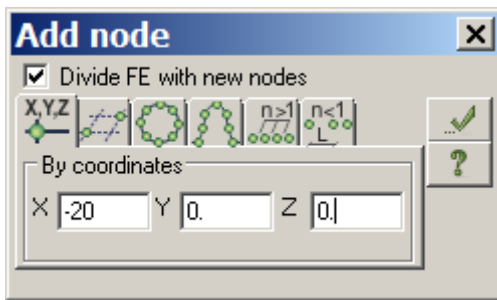 Add node
Divide FE with new nodes
X,Y,Z n>1 n<1
L
By coordinates
X -20 Y 0. Z 0.
?